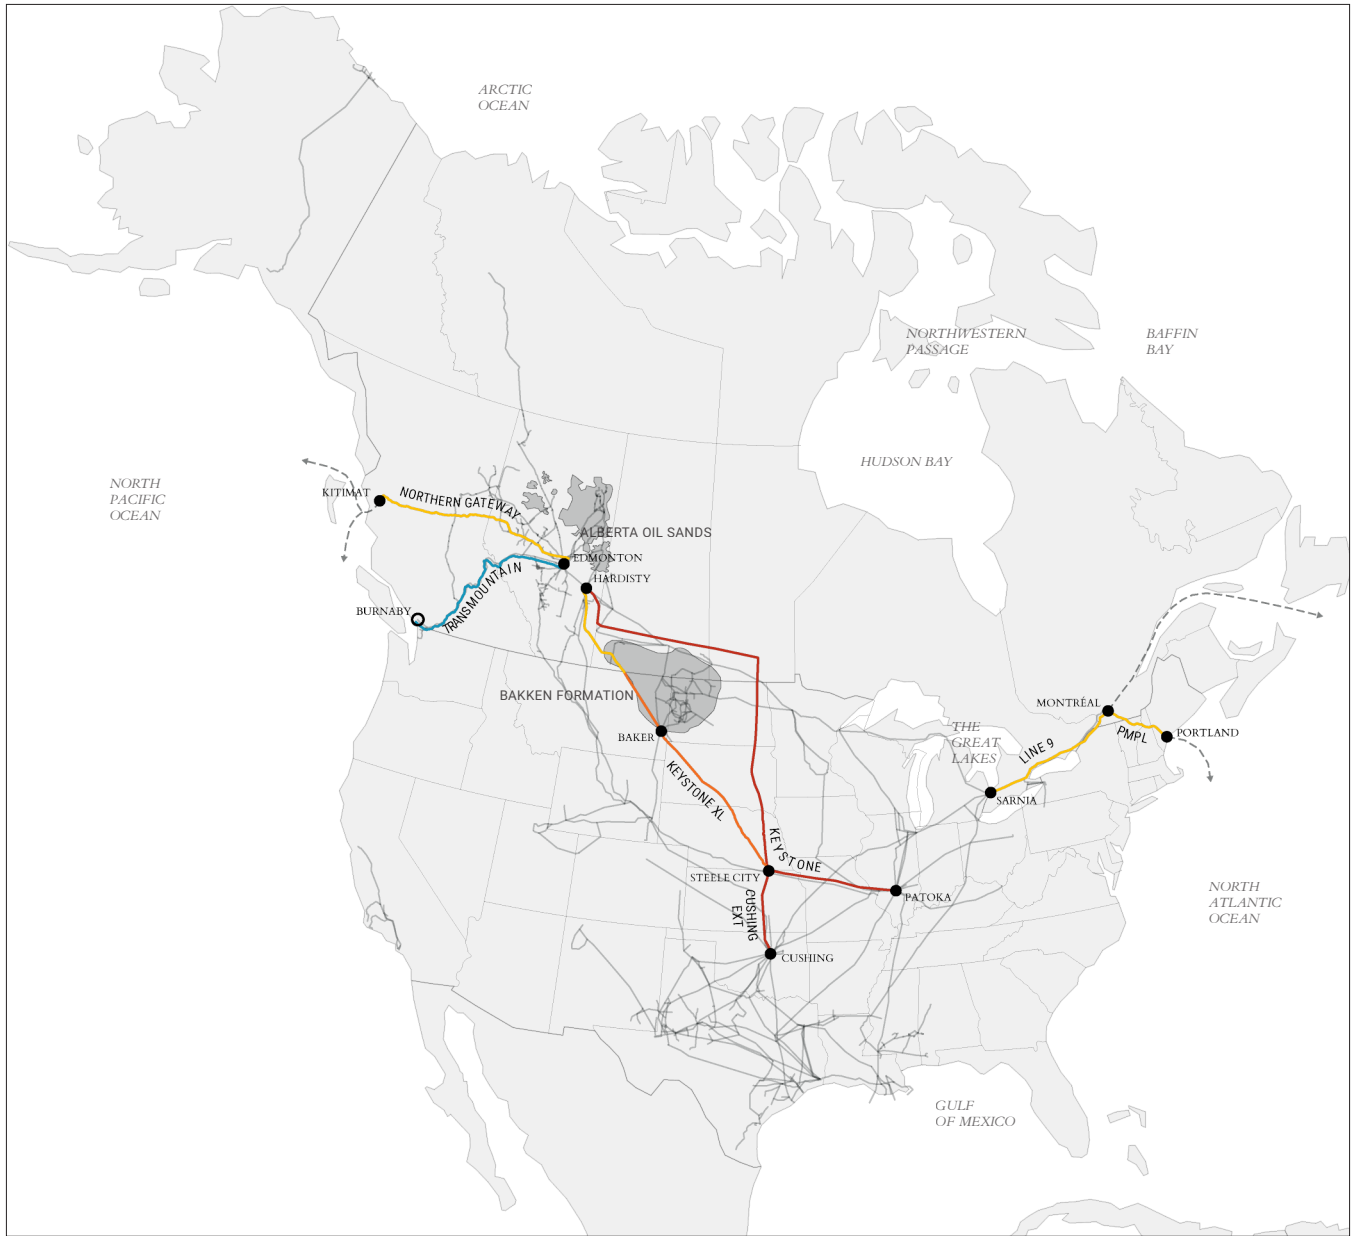 ARCTIC
OCEAN
NORTHWESTERN
PASSAGE
BAFFIN
BAY
HUDSON BAY
NORTH
PACIFIC
OCEAN
KITIMAT
NORTHERN GATEWAY
ALBERTA OIL SANDS
EDMONTON
HARDISTY
TRANSMOUNTAIN
BURNABY
BAKKEN FORMATION
BAKER
KEYSTONE XL
KEYSTONE
STEELE CITY
PATOKA
CUSHING
EXT
CUSHING
THE
GREAT
LAKES
MONTRÉAL
LINE 9
PMPL
PORTLAND
SARNIA
NORTH
ATLANTIC
OCEAN
GULF
OF MEXICO